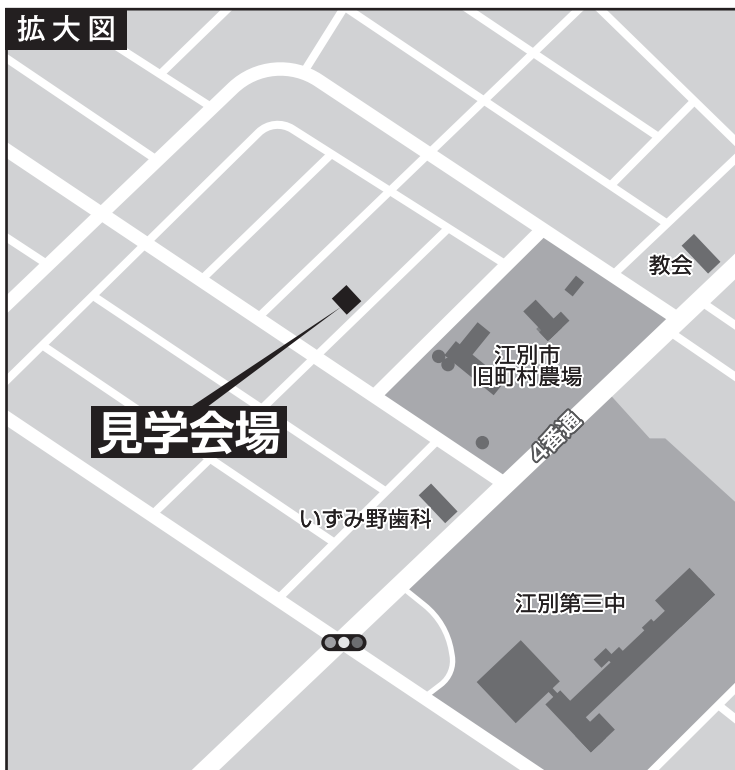 拡大図
教会
江別市
旧町村農場
4番通
見学会場
いずみ野歯科
江別第三中